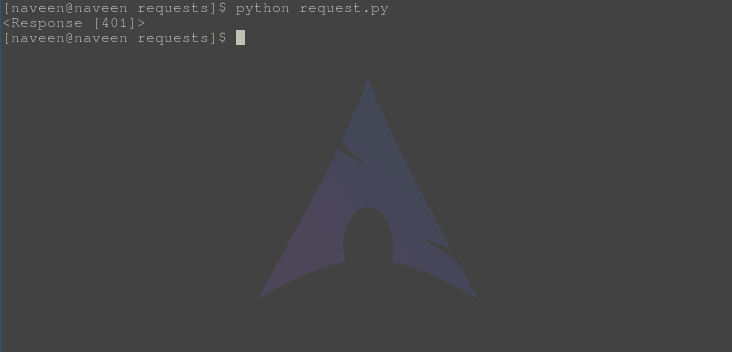 [naveen@naveen requests]$ python request.py
<Response [401]>
[naveen@naveen requests]$